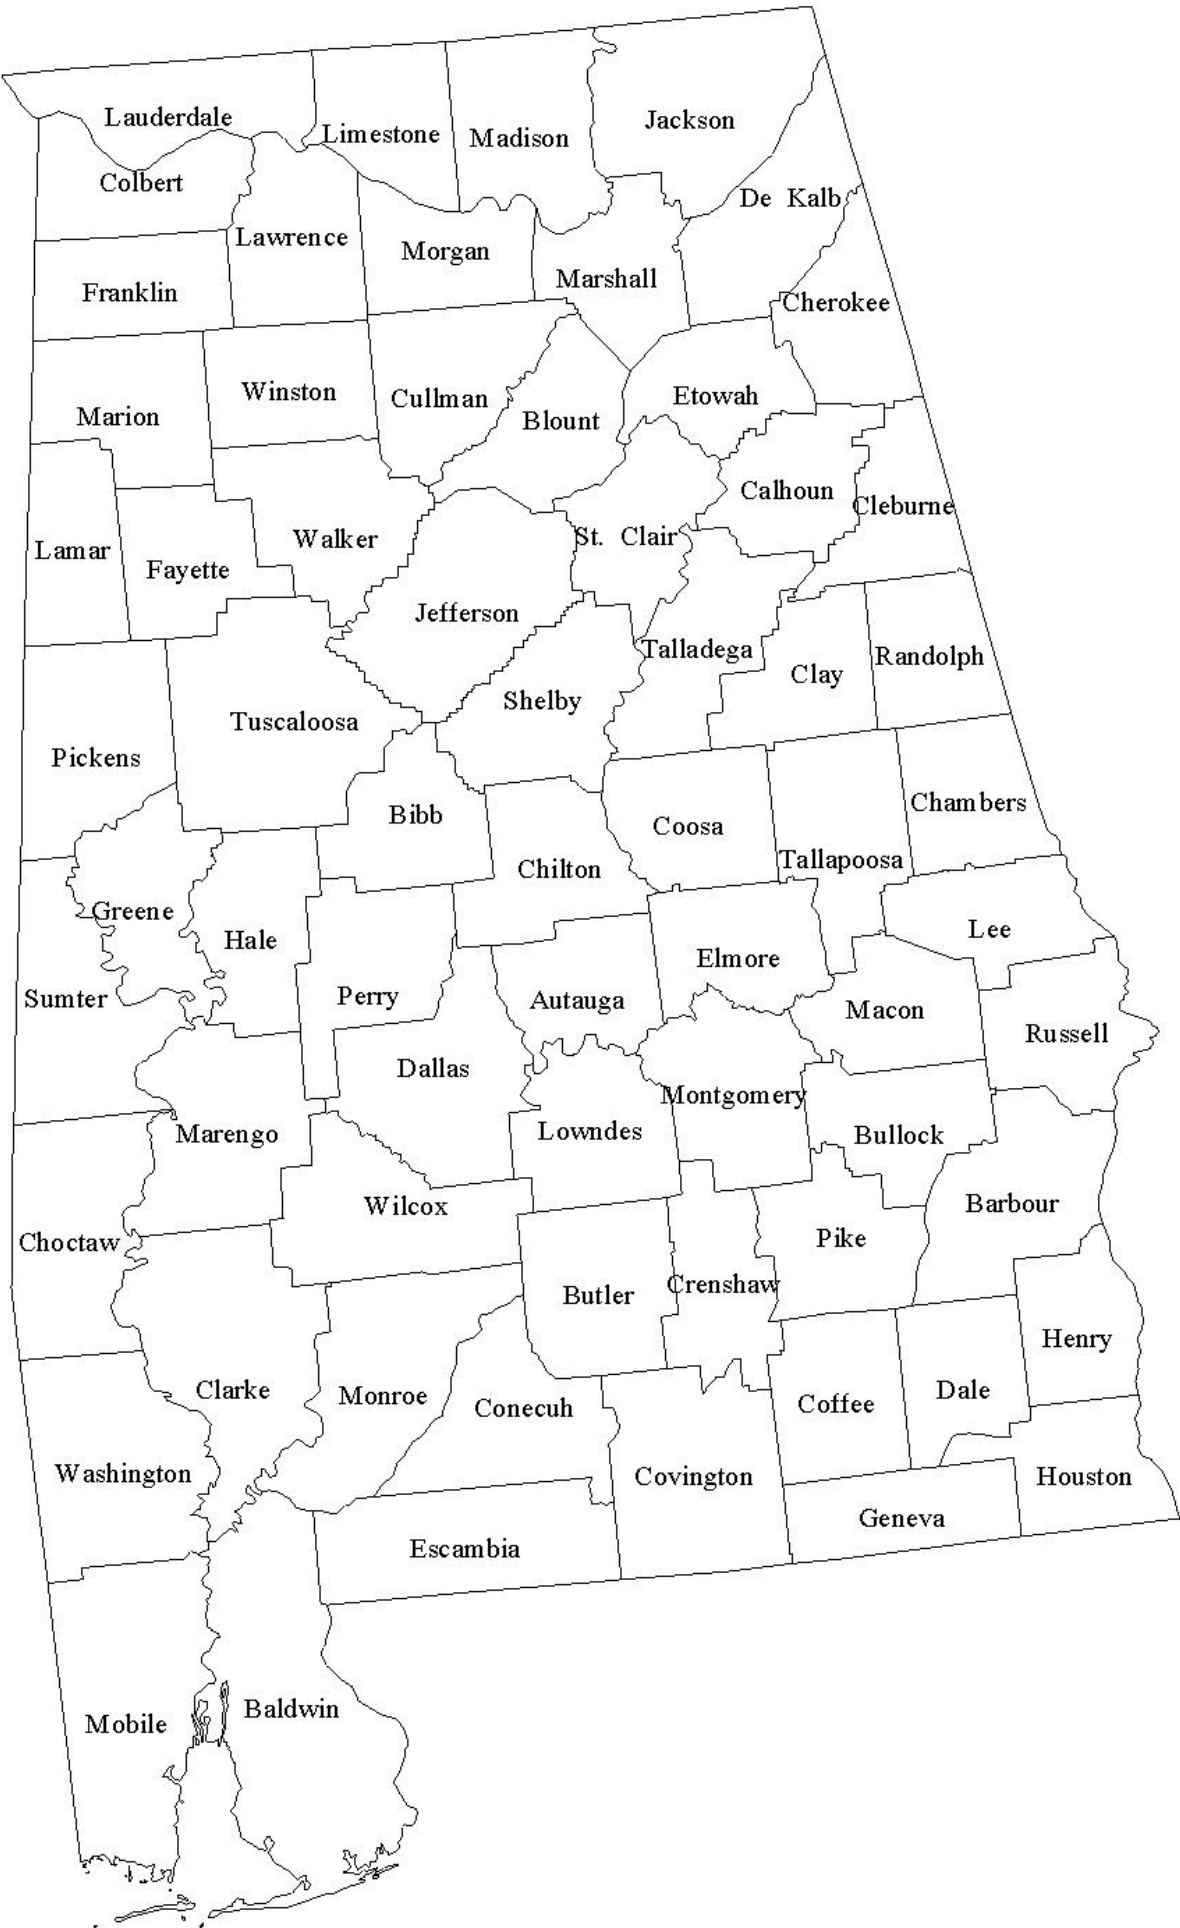 Lauderdale
Limestone
Madison
Jackson
Colbert
De Kalb
Lawrence
Morgan
Marshall
Franklin
Cherokee
Winston
Cullman
Etowah
Marion
Blount
Calhoun
Cleburne
Walker
St. Clair
Lamar
Fayette
Jefferson
Talladega
Randolph
Clay
Shelby
Tuscaloosa
Pickens
Chambers
Bibb
Coosa
Tallapoosa
Chilton
Greene
Lee
Hale
Elmore
Sumter
Perry
Autauga
Macon
Russell
Dallas
Montgomery
Marengo
Lowndes
Bullock
Wilcox
Barbour
Choctaw
Pike
Crenshaw
Butler
Henry
Clarke
Monroe
Dale
Coffee
Conecuh
Washington
Covington
Houston
Geneva
Escambia
Baldwin
Mobile